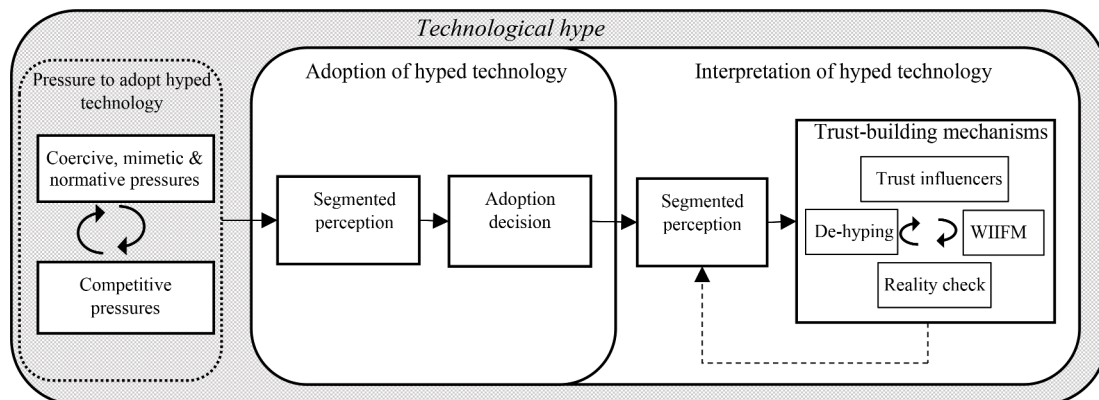 Technological hype
Pressure to adopt hyped
technology
Coercive, mimetic &
normative pressures
Competitive
pressures
Adoption of hyped technology
Segmented
perception
Adoption
decision
Interpretation of hyped technology
Segmented
perception
Trust-building mechanisms
Trust influencers
De-hyping
WIIFM
Reality check